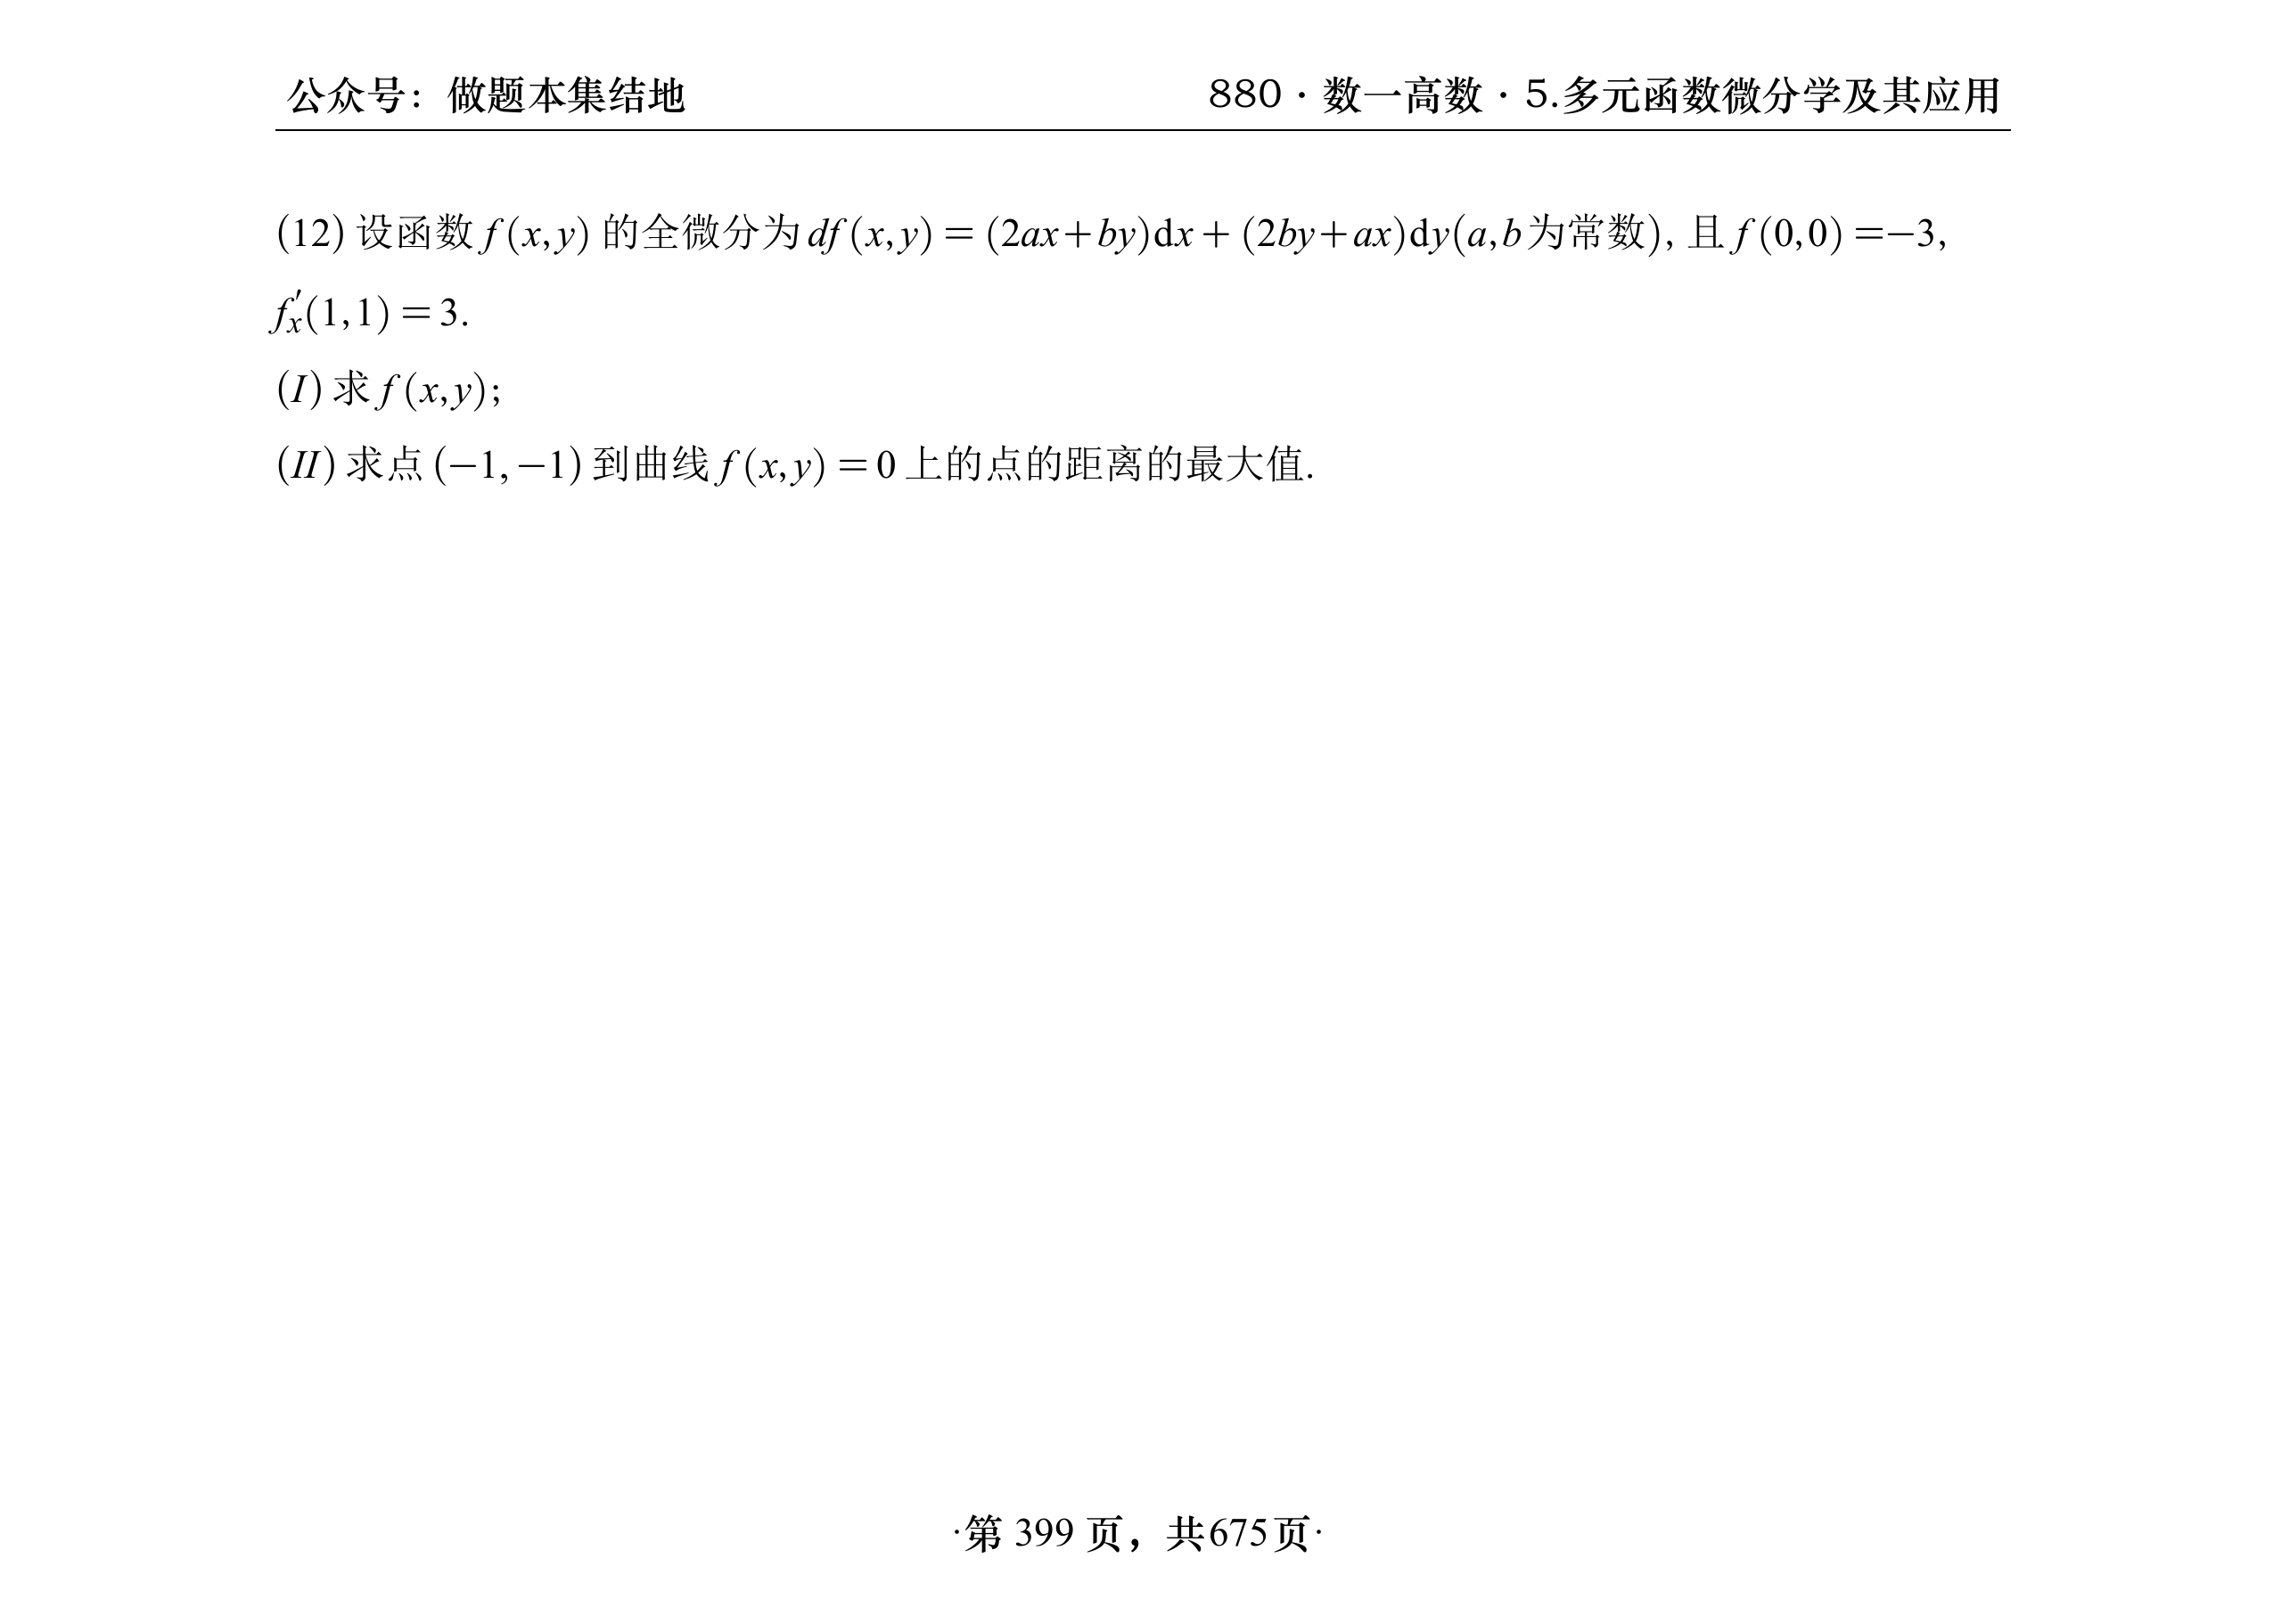 公众号：做题本集结地 880·数一高数·5.多元函数微分学及其应用
(12) 设函数 f(x,y) 的全微分为 df(x,y)=(2ax+by)dx+(2by+ax)dy(a,b为常数), 且 f(0,0)=−3,
f′ₓ(1,1)=3.
(I) 求 f(x,y);
(II) 求点 (−1,−1) 到曲线 f(x,y)=0 上的点的距离的最大值.
·第 399 页，共675页·